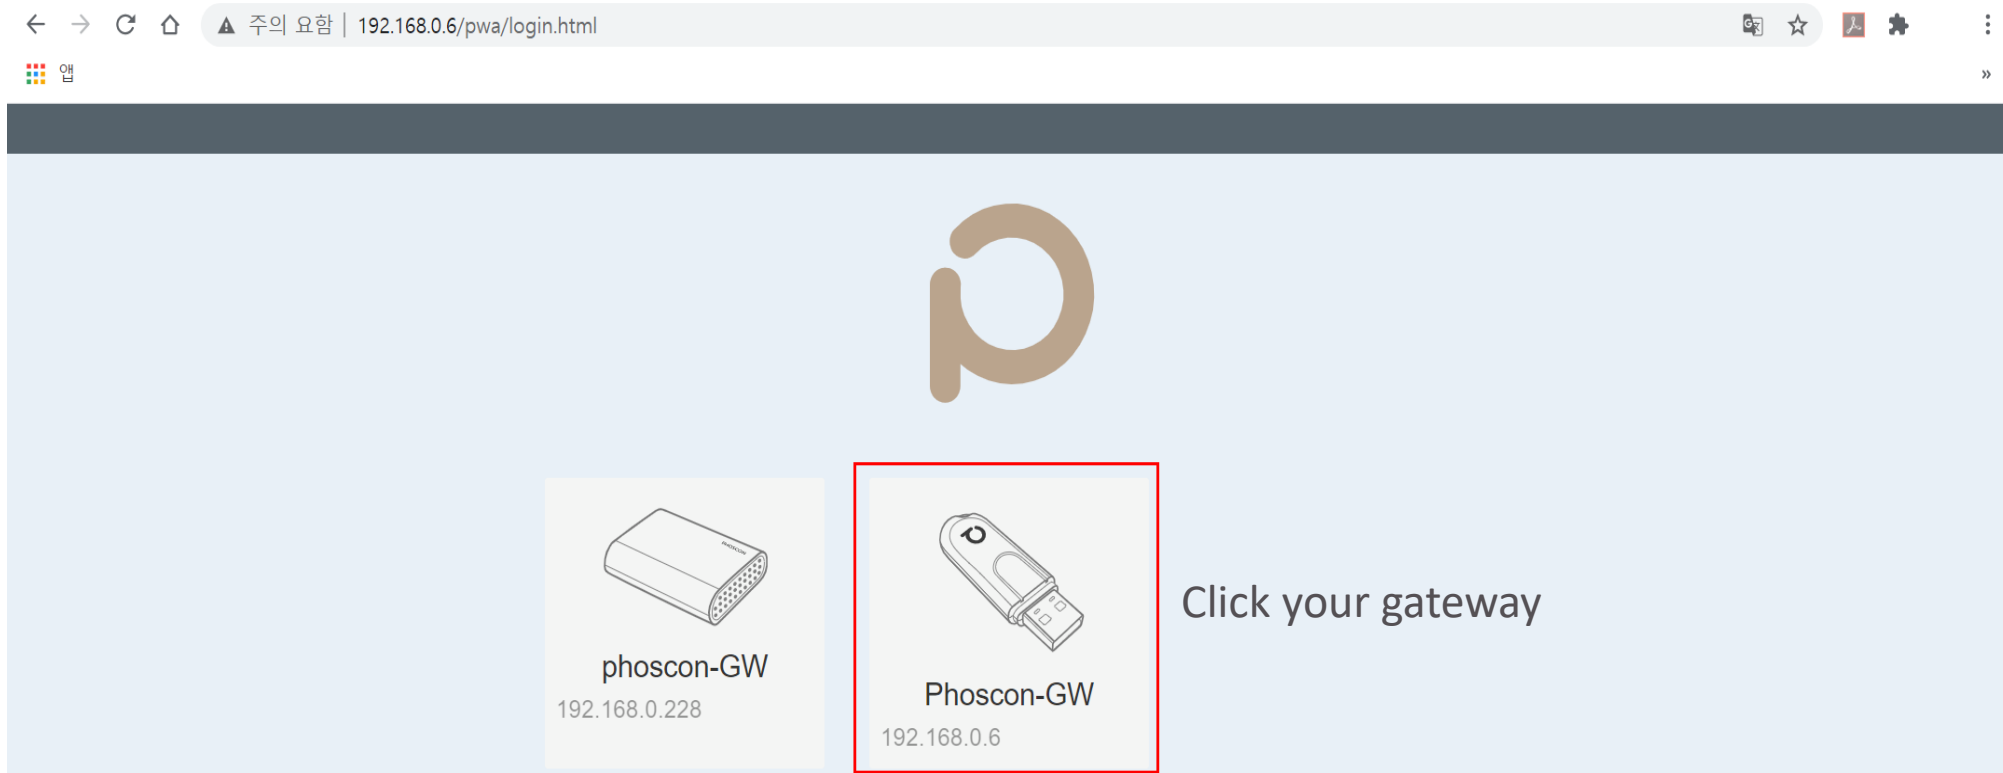 주의 요함 | 192.168.0.6/pwa/login.html
앱
»
PHOSCON
phoscon-GW
192.168.0.228
Phoscon-GW
192.168.0.6
Click your gateway